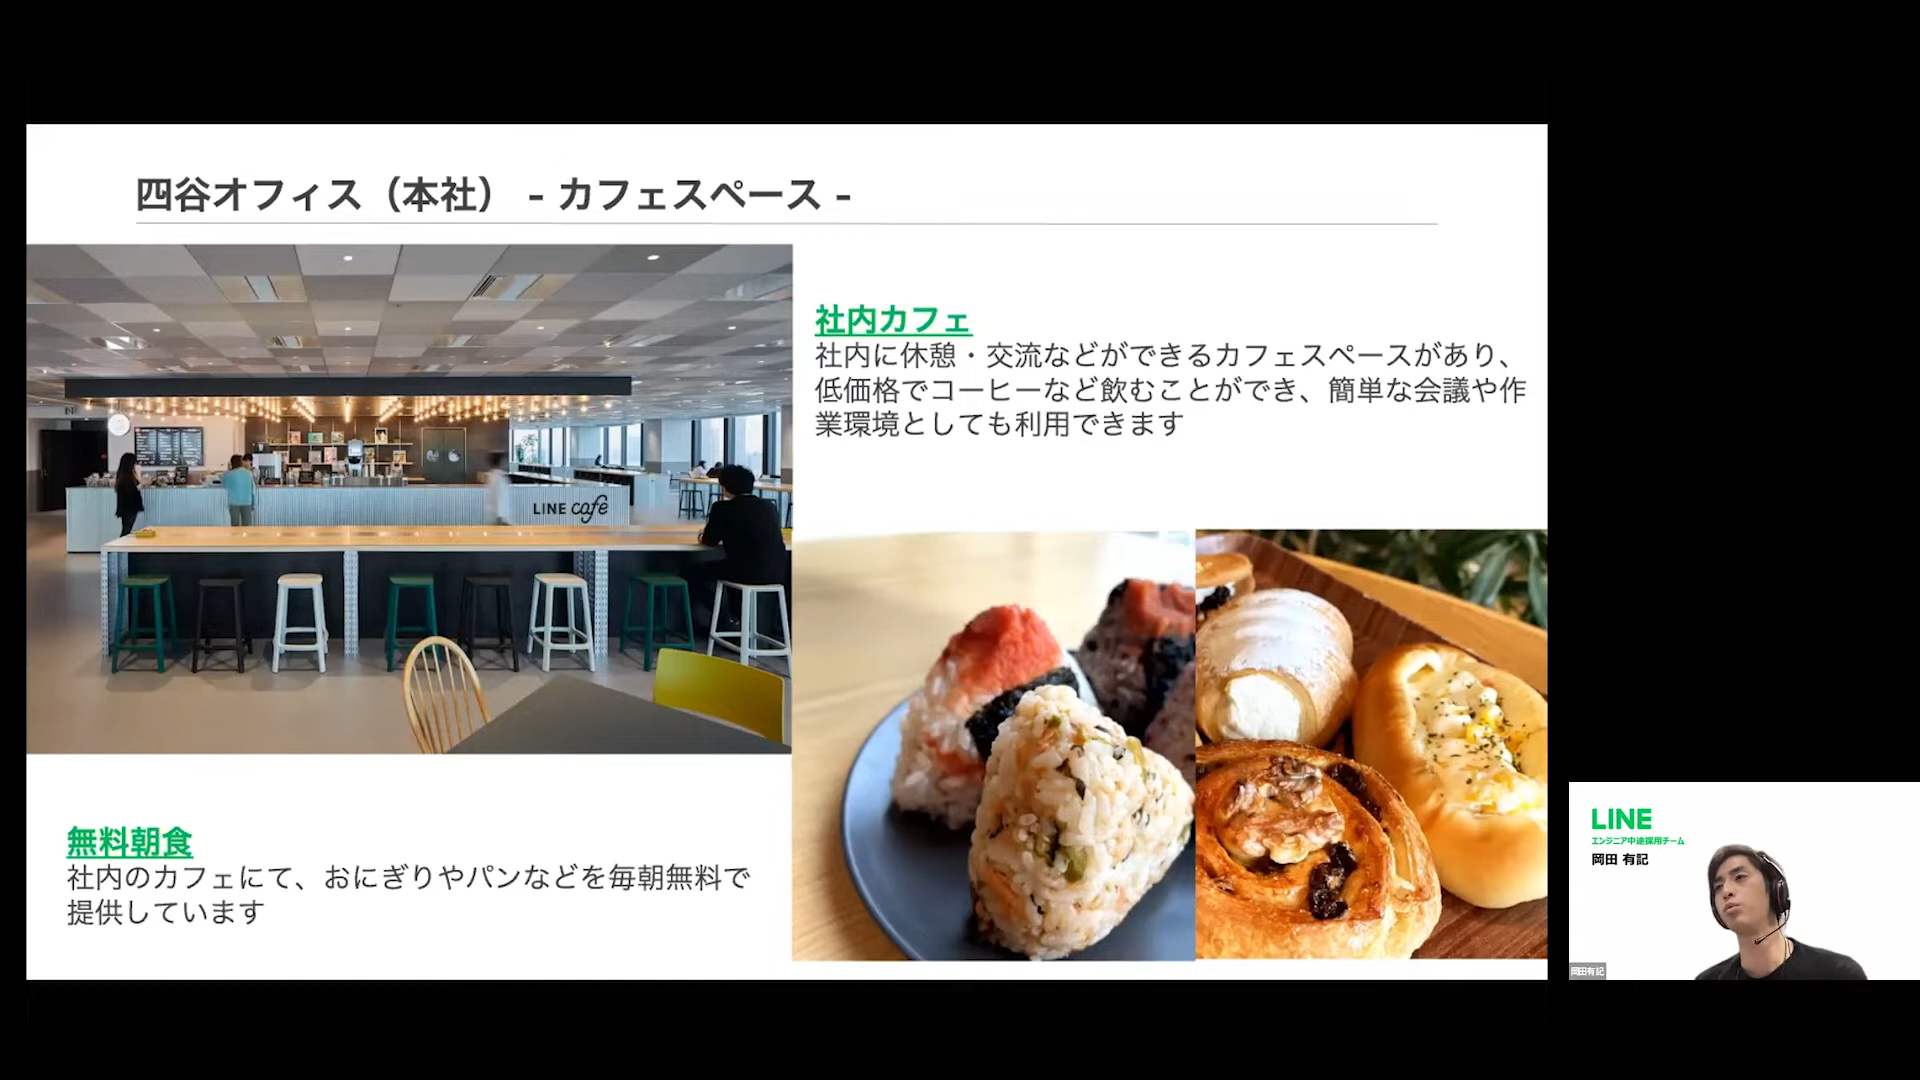 四谷オフィス（本社） - カフェスペース -
社内カフェ
社内に休憩・交流などができるカフェスペースがあり、
低価格でコーヒーなど飲むことができ、簡単な会議や作
業環境としても利用できます
LINE café
無料朝食
社内のカフェにて、おにぎりやパンなどを毎朝無料で
提供しています
LINE
エンジニア中途採用チーム
岡田 有記
岡田有記